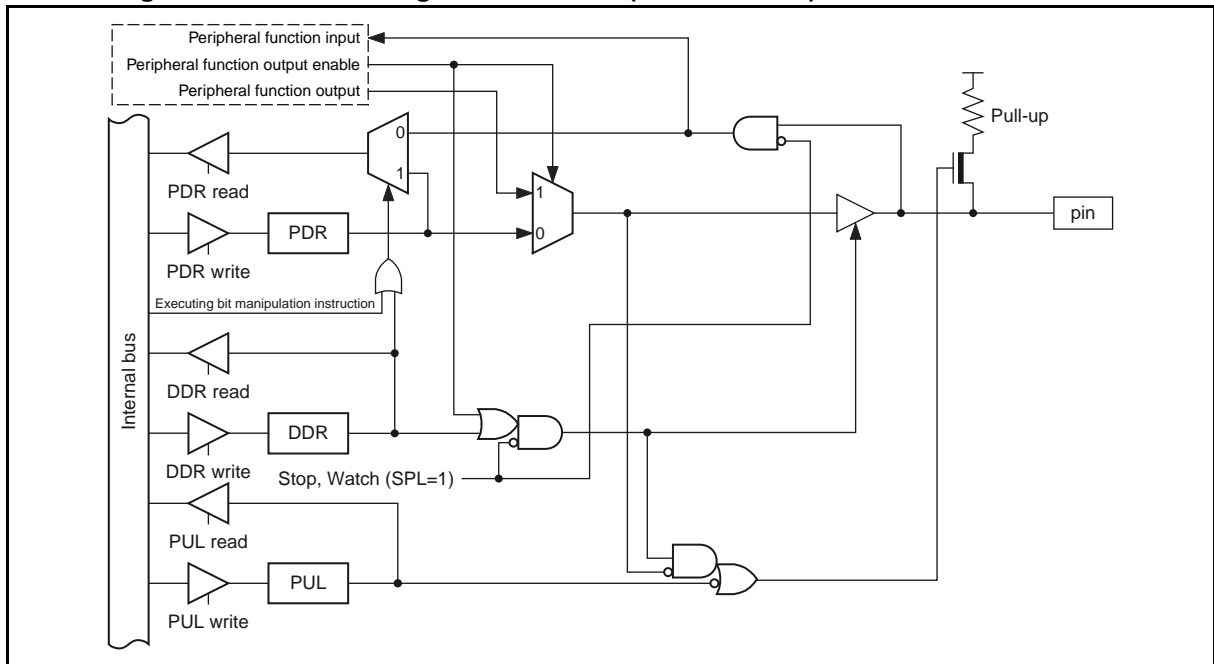 Peripheral function input
Peripheral function output enable
Peripheral function output
Pull-up
0
1
PDR read
1
0
pin
PDR
PDR write
Executing bit manipulation instruction
Internal bus
DDR read
DDR
DDR write
Stop, Watch (SPL=1)
PUL read
PUL
PUL write